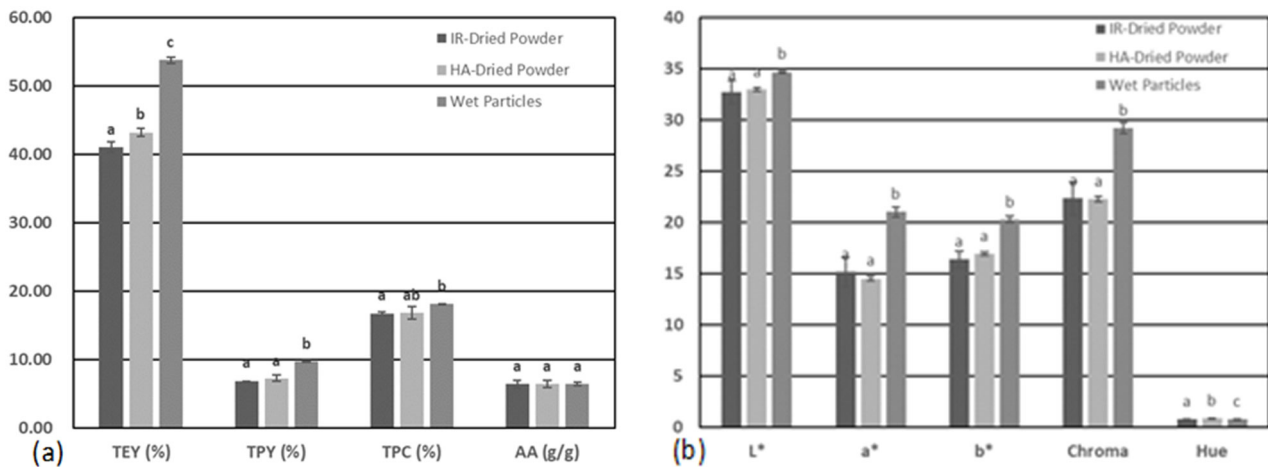 60.00
50.00
40.00
30.00
20.00
10.00
0.00
IR-Dried Powder
HA-Dried Powder
Wet Particles
a b c
a a b
a ab b
a a a
TEY (%) TPY (%) TPC (%) AA (g/g)
(a)
40
35
30
25
20
15
10
5
0
IR-Dried Powder
HA-Dried Powder
Wet Particles
a a b
a a b
a a b
a a b
a b c
L* a* b* Chroma Hue
(b)